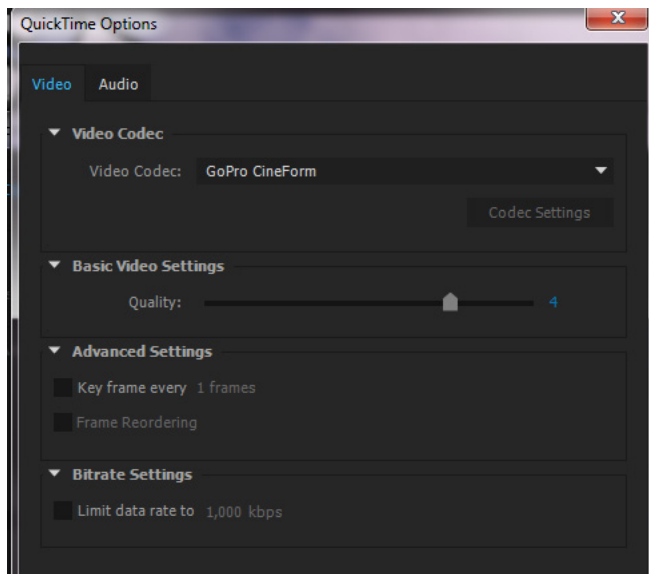 QuickTime Options
Video Audio
Video Codec
Video Codec: GoPro CineForm
Codec Settings
Basic Video Settings
Quality: 4
Advanced Settings
Key frame every 1 frames
Frame Reordering
Bitrate Settings
Limit data rate to 1,000 kbps